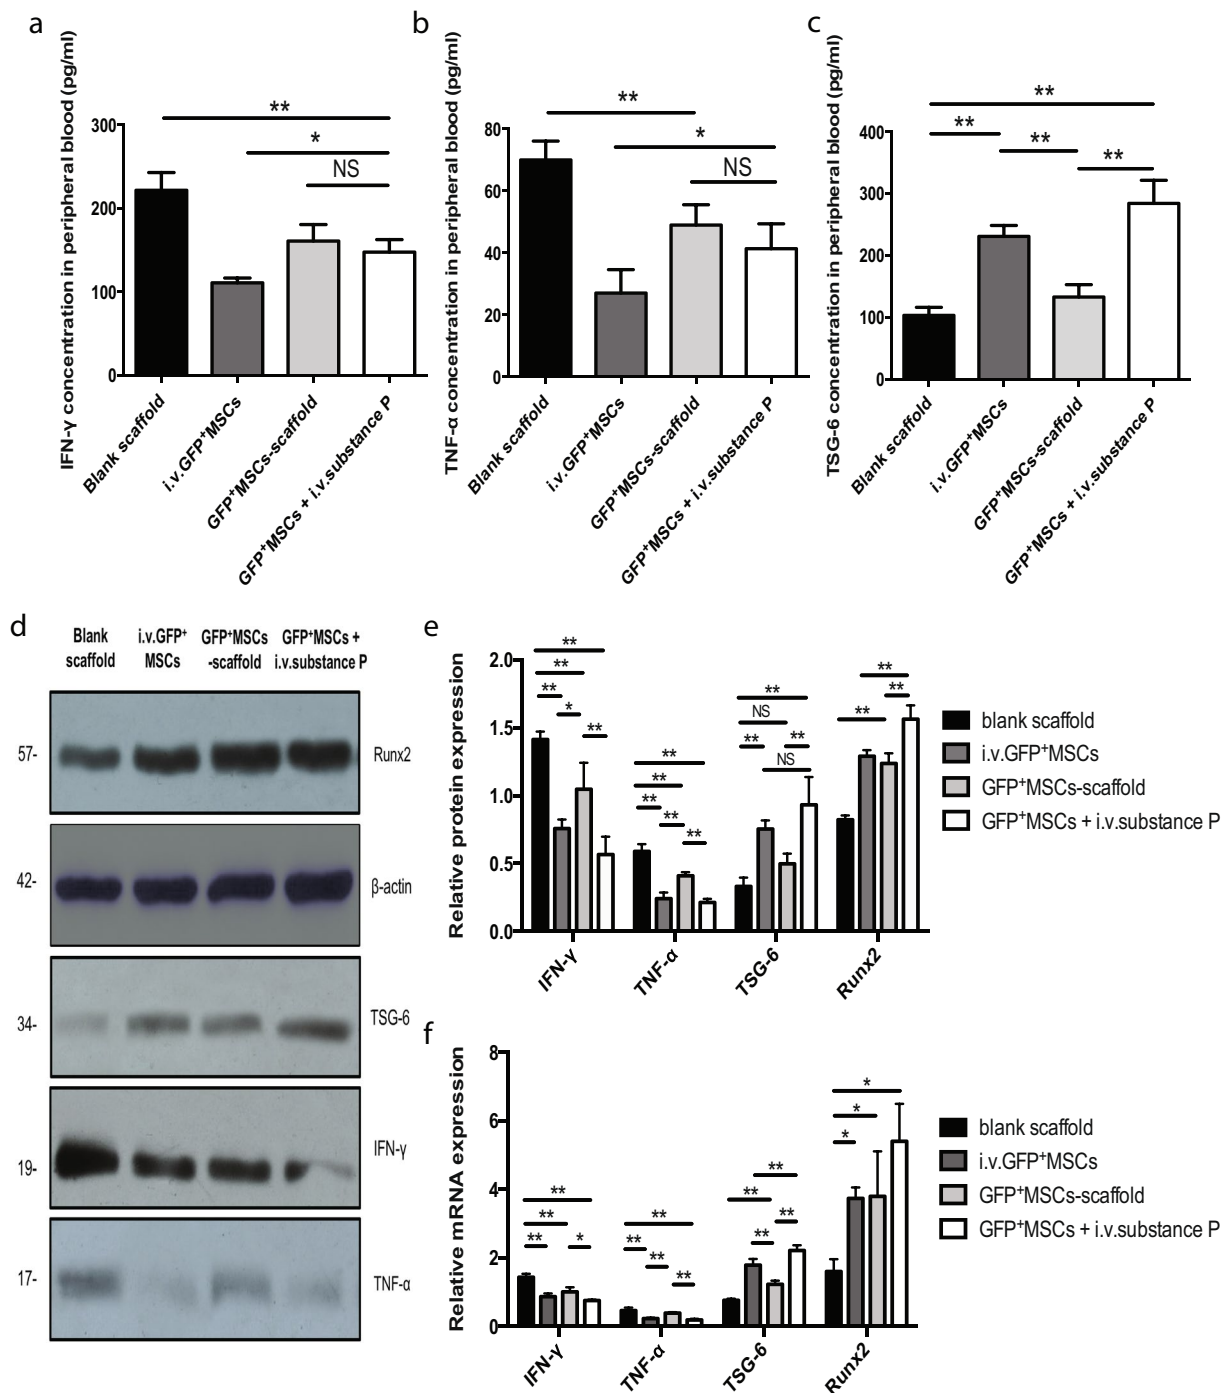 a
IFN-γ concentration in peripheral blood (pg/ml)
300
200
100
0
**
*
NS
Blank scaffold
i.v.GFP⁺MSCs
GFP⁺MSCs-scaffold
GFP⁺MSCs + i.v.substance P
b
TNF-α concentration in peripheral blood (pg/ml)
80
60
40
20
0
**
*
NS
Blank scaffold
i.v.GFP⁺MSCs
GFP⁺MSCs-scaffold
GFP⁺MSCs + i.v.substance P
c
TSG-6 concentration in peripheral blood (pg/ml)
400
300
200
100
0
**
**
**
**
Blank scaffold
i.v.GFP⁺MSCs
GFP⁺MSCs-scaffold
GFP⁺MSCs + i.v.substance P
d
Blank
scaffold
i.v.GFP⁺
MSCs
GFP⁺MSCs
-scaffold
GFP⁺MSCs +
i.v.substance P
57-
Runx2
42-
β-actin
34-
TSG-6
19-
IFN-γ
17-
TNF-α
e
Relative protein expression
2.0
1.5
1.0
0.5
0.0
**
**
**
*
**
**
**
**
**
**
**
NS
**
**
NS
**
**
**
IFN-γ
TNF-α
TSG-6
Runx2
blank scaffold
i.v.GFP⁺MSCs
GFP⁺MSCs-scaffold
GFP⁺MSCs + i.v.substance P
f
Relative mRNA expression
8
6
4
2
0
**
**
**
*
**
**
**
**
**
**
**
**
*
*
*
IFN-γ
TNF-α
TSG-6
Runx2
blank scaffold
i.v.GFP⁺MSCs
GFP⁺MSCs-scaffold
GFP⁺MSCs + i.v.substance P